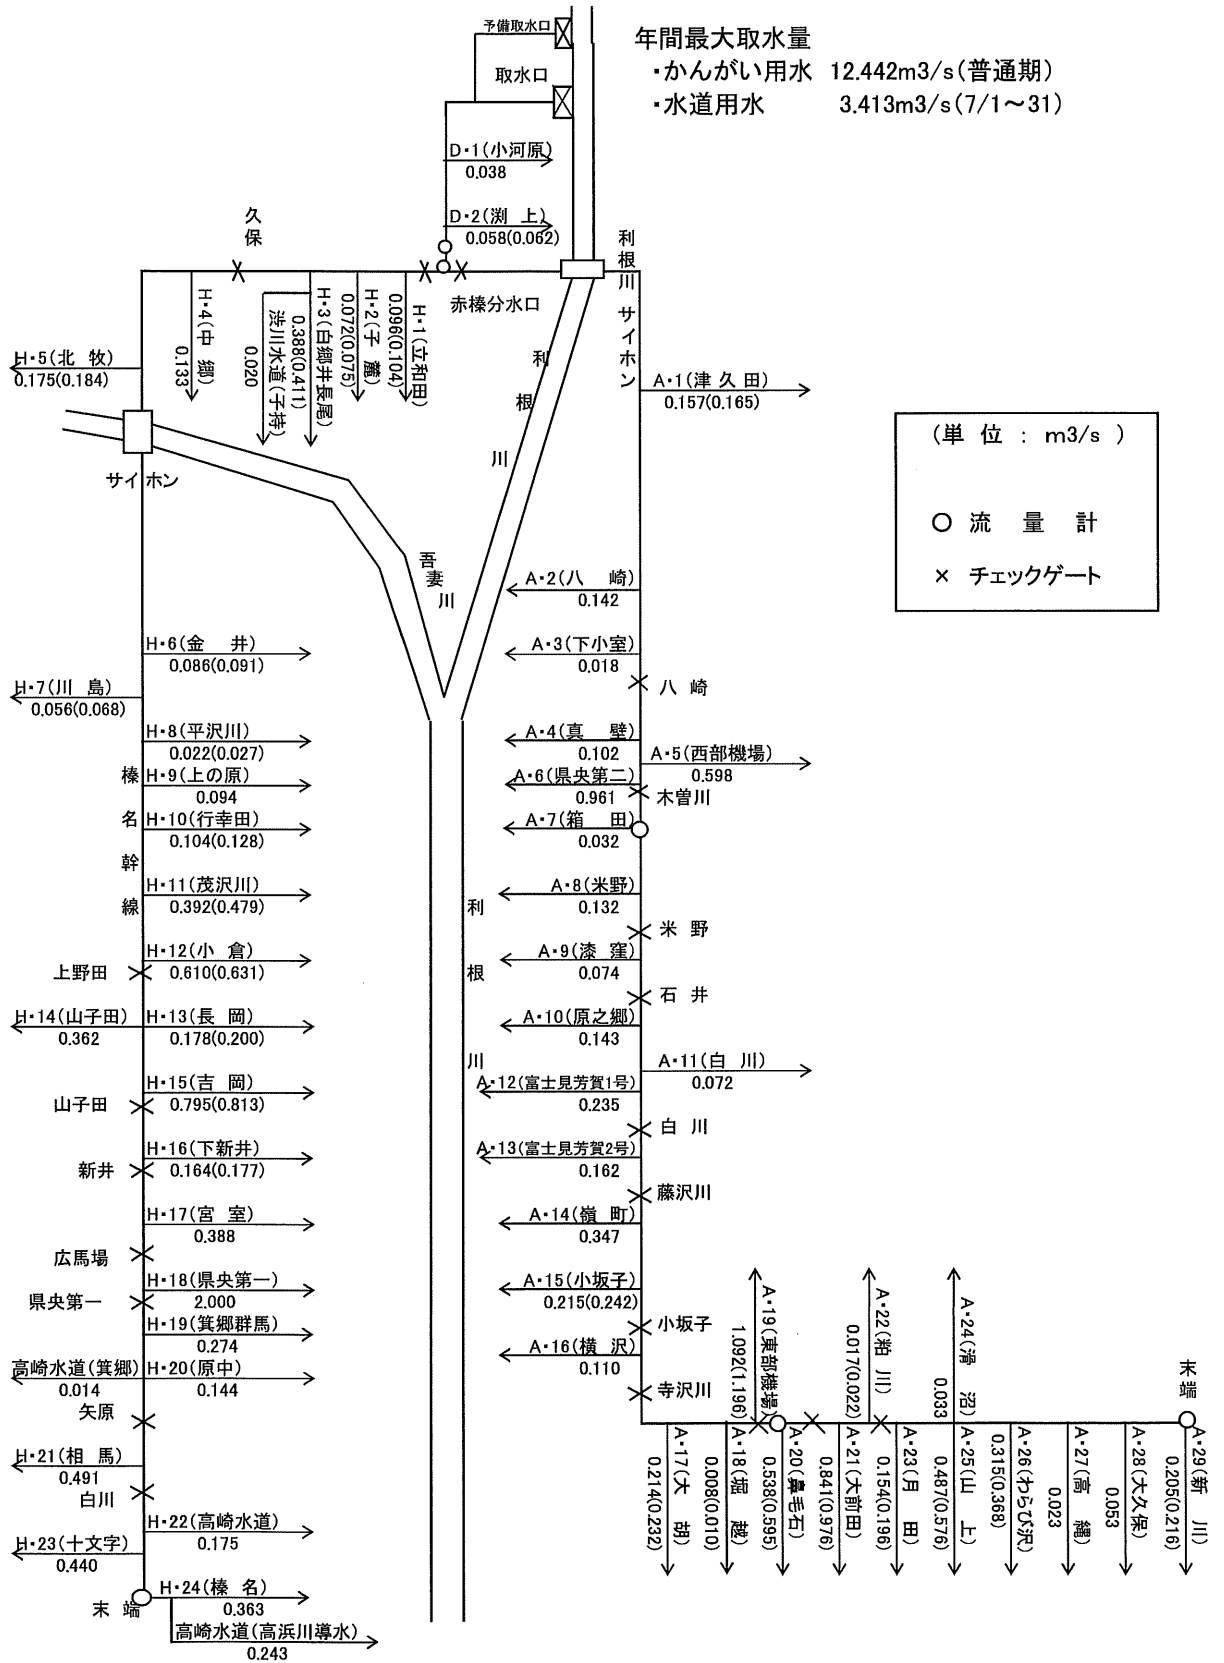 予備取水口
取水口
年間最大取水量
・かんがい用水 12.442m3/s(普通期)
・水道用水 3.413m3/s(7/1〜31)
D・1(小河原)
0.038
D・2(渕 上)
0.058(0.062)
久保
赤榛分水口
利根川サイホン
H・4(中 郷)
0.133
渋川水道(子持)
0.020
H・3(白郷井長尾)
0.388(0.411)
H・2(子 麓)
0.072(0.075)
H・1(立和田)
0.096(0.104)
H・5(北 牧)
0.175(0.184)
サイホン
利根川
吾妻川
A・1(津久田)
0.157(0.165)
(単 位 : m3/s )
○ 流 量 計
× チェックゲート
A・2(八 崎)
0.142
A・3(下小室)
0.018
八 崎
A・4(真 壁)
0.102
A・5(西部機場)
0.598
A・6(県央第二)
0.961
木曽川
A・7(箱 田)
0.032
A・8(米野)
0.132
米 野
A・9(漆 窪)
0.074
石 井
A・10(原之郷)
0.143
A・11(白 川)
0.072
A・12(富士見芳賀1号)
0.235
白 川
A・13(富士見芳賀2号)
0.162
藤沢川
A・14(嶺 町)
0.347
A・15(小坂子)
0.215(0.242)
小坂子
A・16(横 沢)
0.110
寺沢川
H・6(金 井)
0.086(0.091)
H・7(川 島)
0.056(0.068)
H・8(平沢川)
0.022(0.027)
榛名幹線
H・9(上の原)
0.094
H・10(行幸田)
0.104(0.128)
H・11(茂沢川)
0.392(0.479)
利根川
H・12(小 倉)
0.610(0.631)
上野田
H・14(山子田)
0.362
H・13(長 岡)
0.178(0.200)
H・15(吉 岡)
0.795(0.813)
山子田
H・16(下新井)
0.164(0.177)
新井
H・17(宮 室)
0.388
広馬場
H・18(県央第一)
2.000
県央第一
H・19(箕郷群馬)
0.274
高崎水道(箕郷)
0.014
H・20(原中)
0.144
矢原
H・21(相 馬)
0.491
白川
H・22(高崎水道)
0.175
H・23(十文字)
0.440
H・24(榛 名)
0.363
末 端
高崎水道(高浜川導水)
0.243
A・17(大 胡)
0.214(0.232)
A・18(堀 越)
0.008(0.010)
A・19(東部機場)
1.092(1.196)
A・20(鼻毛石)
0.538(0.595)
A・21(大前田)
0.841(0.976)
A・22(粕 川)
0.017(0.022)
A・23(月 田)
0.154(0.196)
A・24(滑 沼)
0.033
A・25(山 上)
0.487(0.576)
A・26(わらび沢)
0.315(0.368)
A・27(高 縄)
0.023
A・28(大久保)
0.053
A・29(新 川)
0.205(0.216)
末端